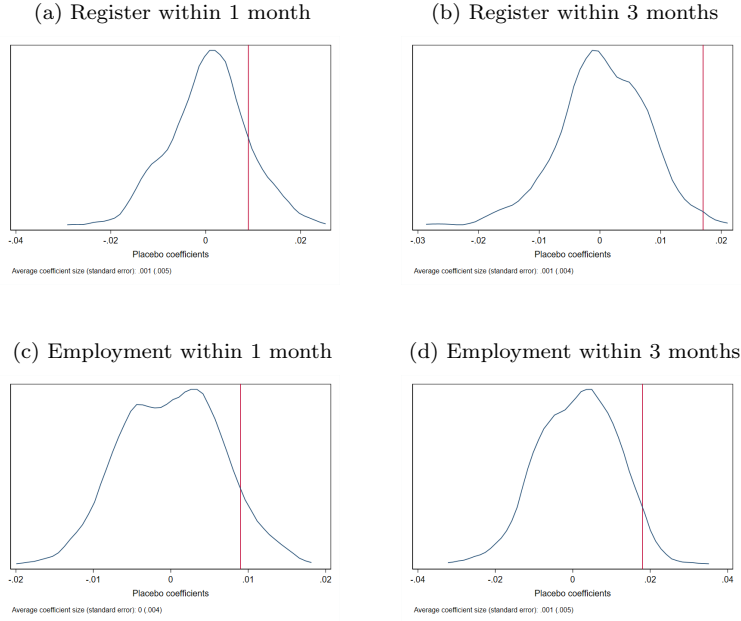 (a) Register within 1 month
(b) Register within 3 months
-.04 -.02 0 .02
Placebo coefficients
Average coefficient size (standard error): .001 (.005)
-.03 -.02 -.01 0 .01 .02
Placebo coefficients
Average coefficient size (standard error): .001 (.004)
(c) Employment within 1 month
(d) Employment within 3 months
-.02 -.01 0 .01 .02
Placebo coefficients
Average coefficient size (standard error): 0 (.004)
-.04 -.02 0 .02 .04
Placebo coefficients
Average coefficient size (standard error): .001 (.005)